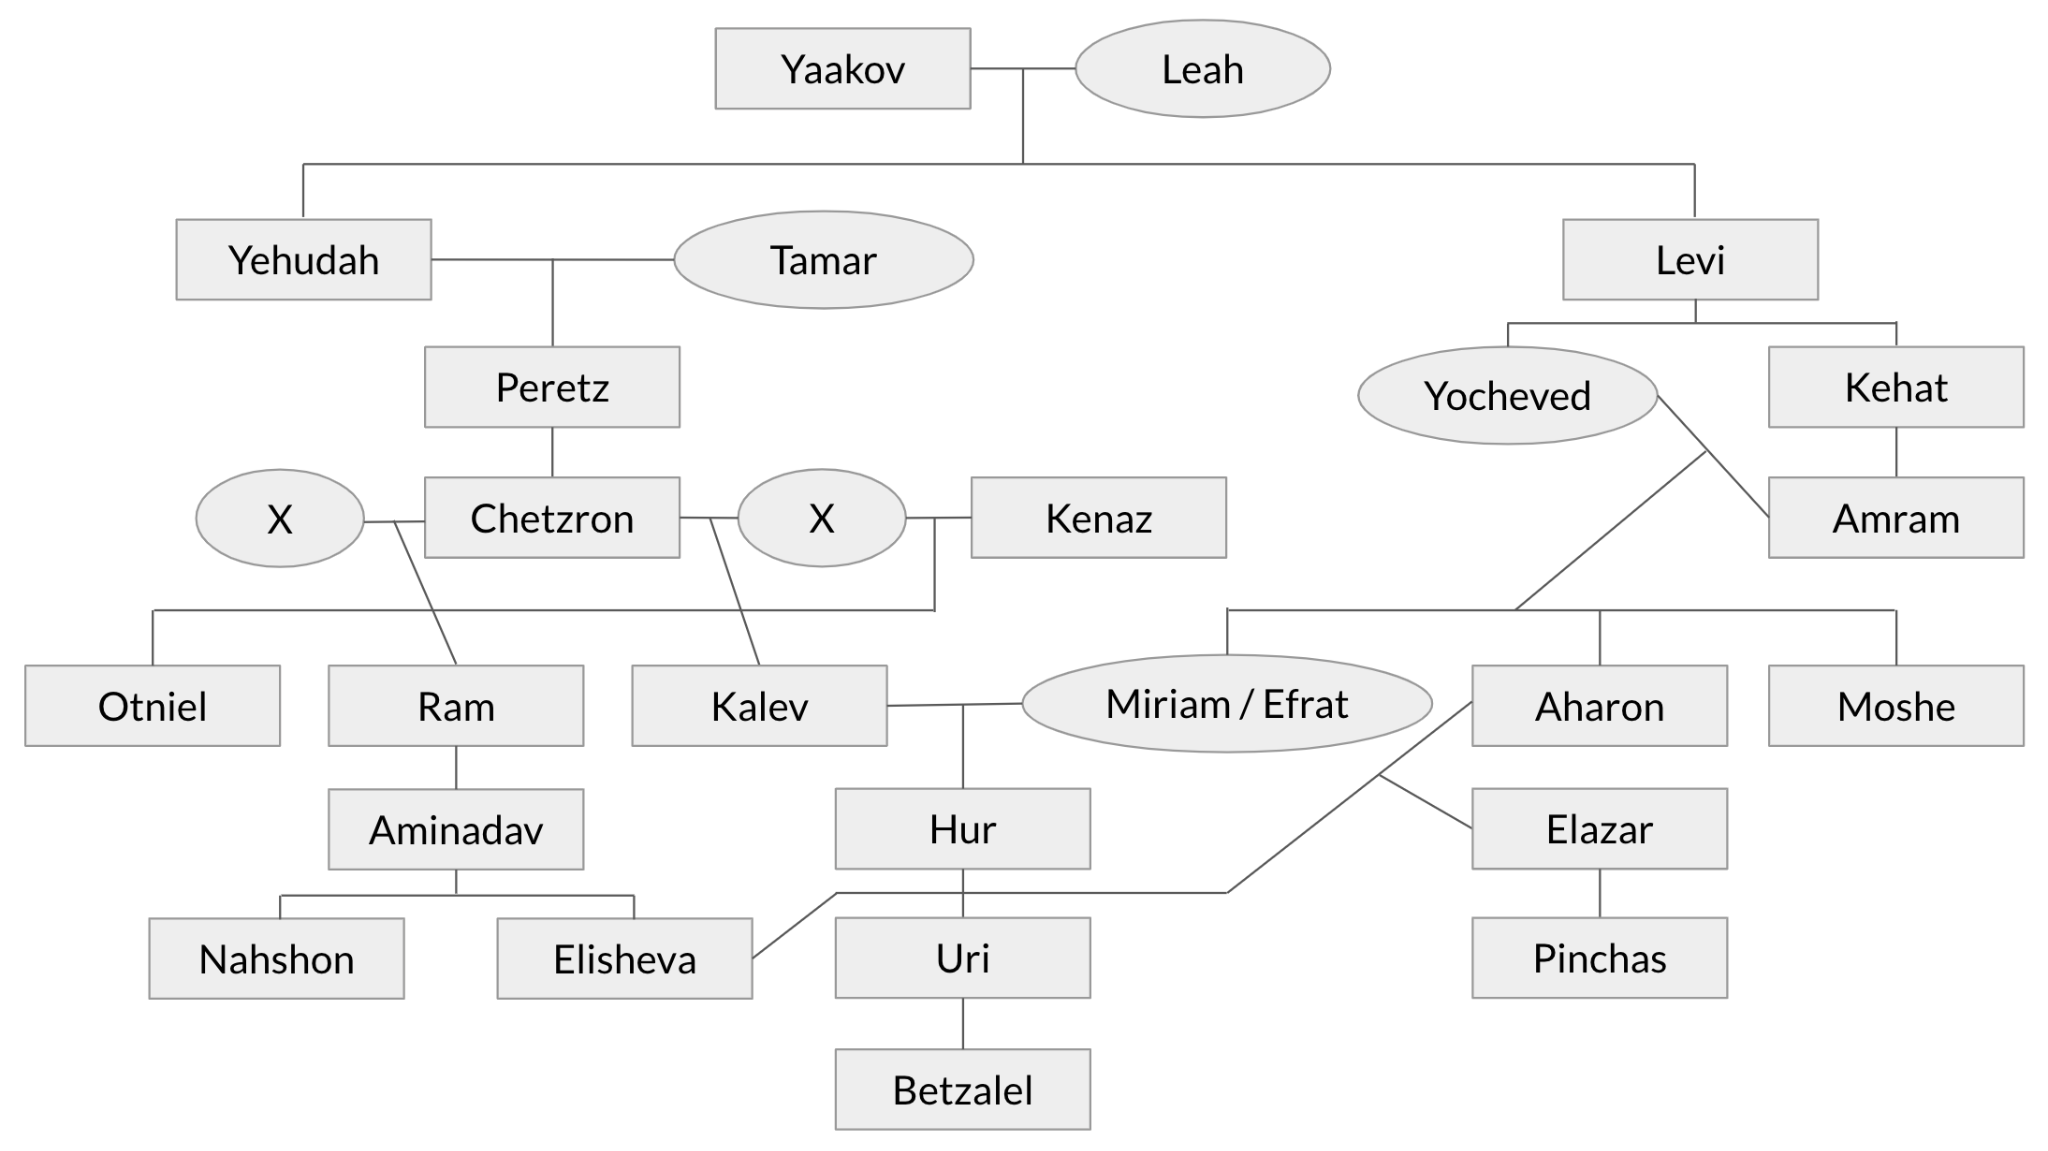 Yaakov
Leah
Yehudah
Tamar
Levi
Peretz
Yocheved
Kehat
X
Chetzron
X
Kenaz
Amram
Otniel
Ram
Kalev
Miriam / Efrat
Aharon
Moshe
Aminadav
Hur
Elazar
Nahshon
Elisheva
Uri
Pinchas
Betzalel